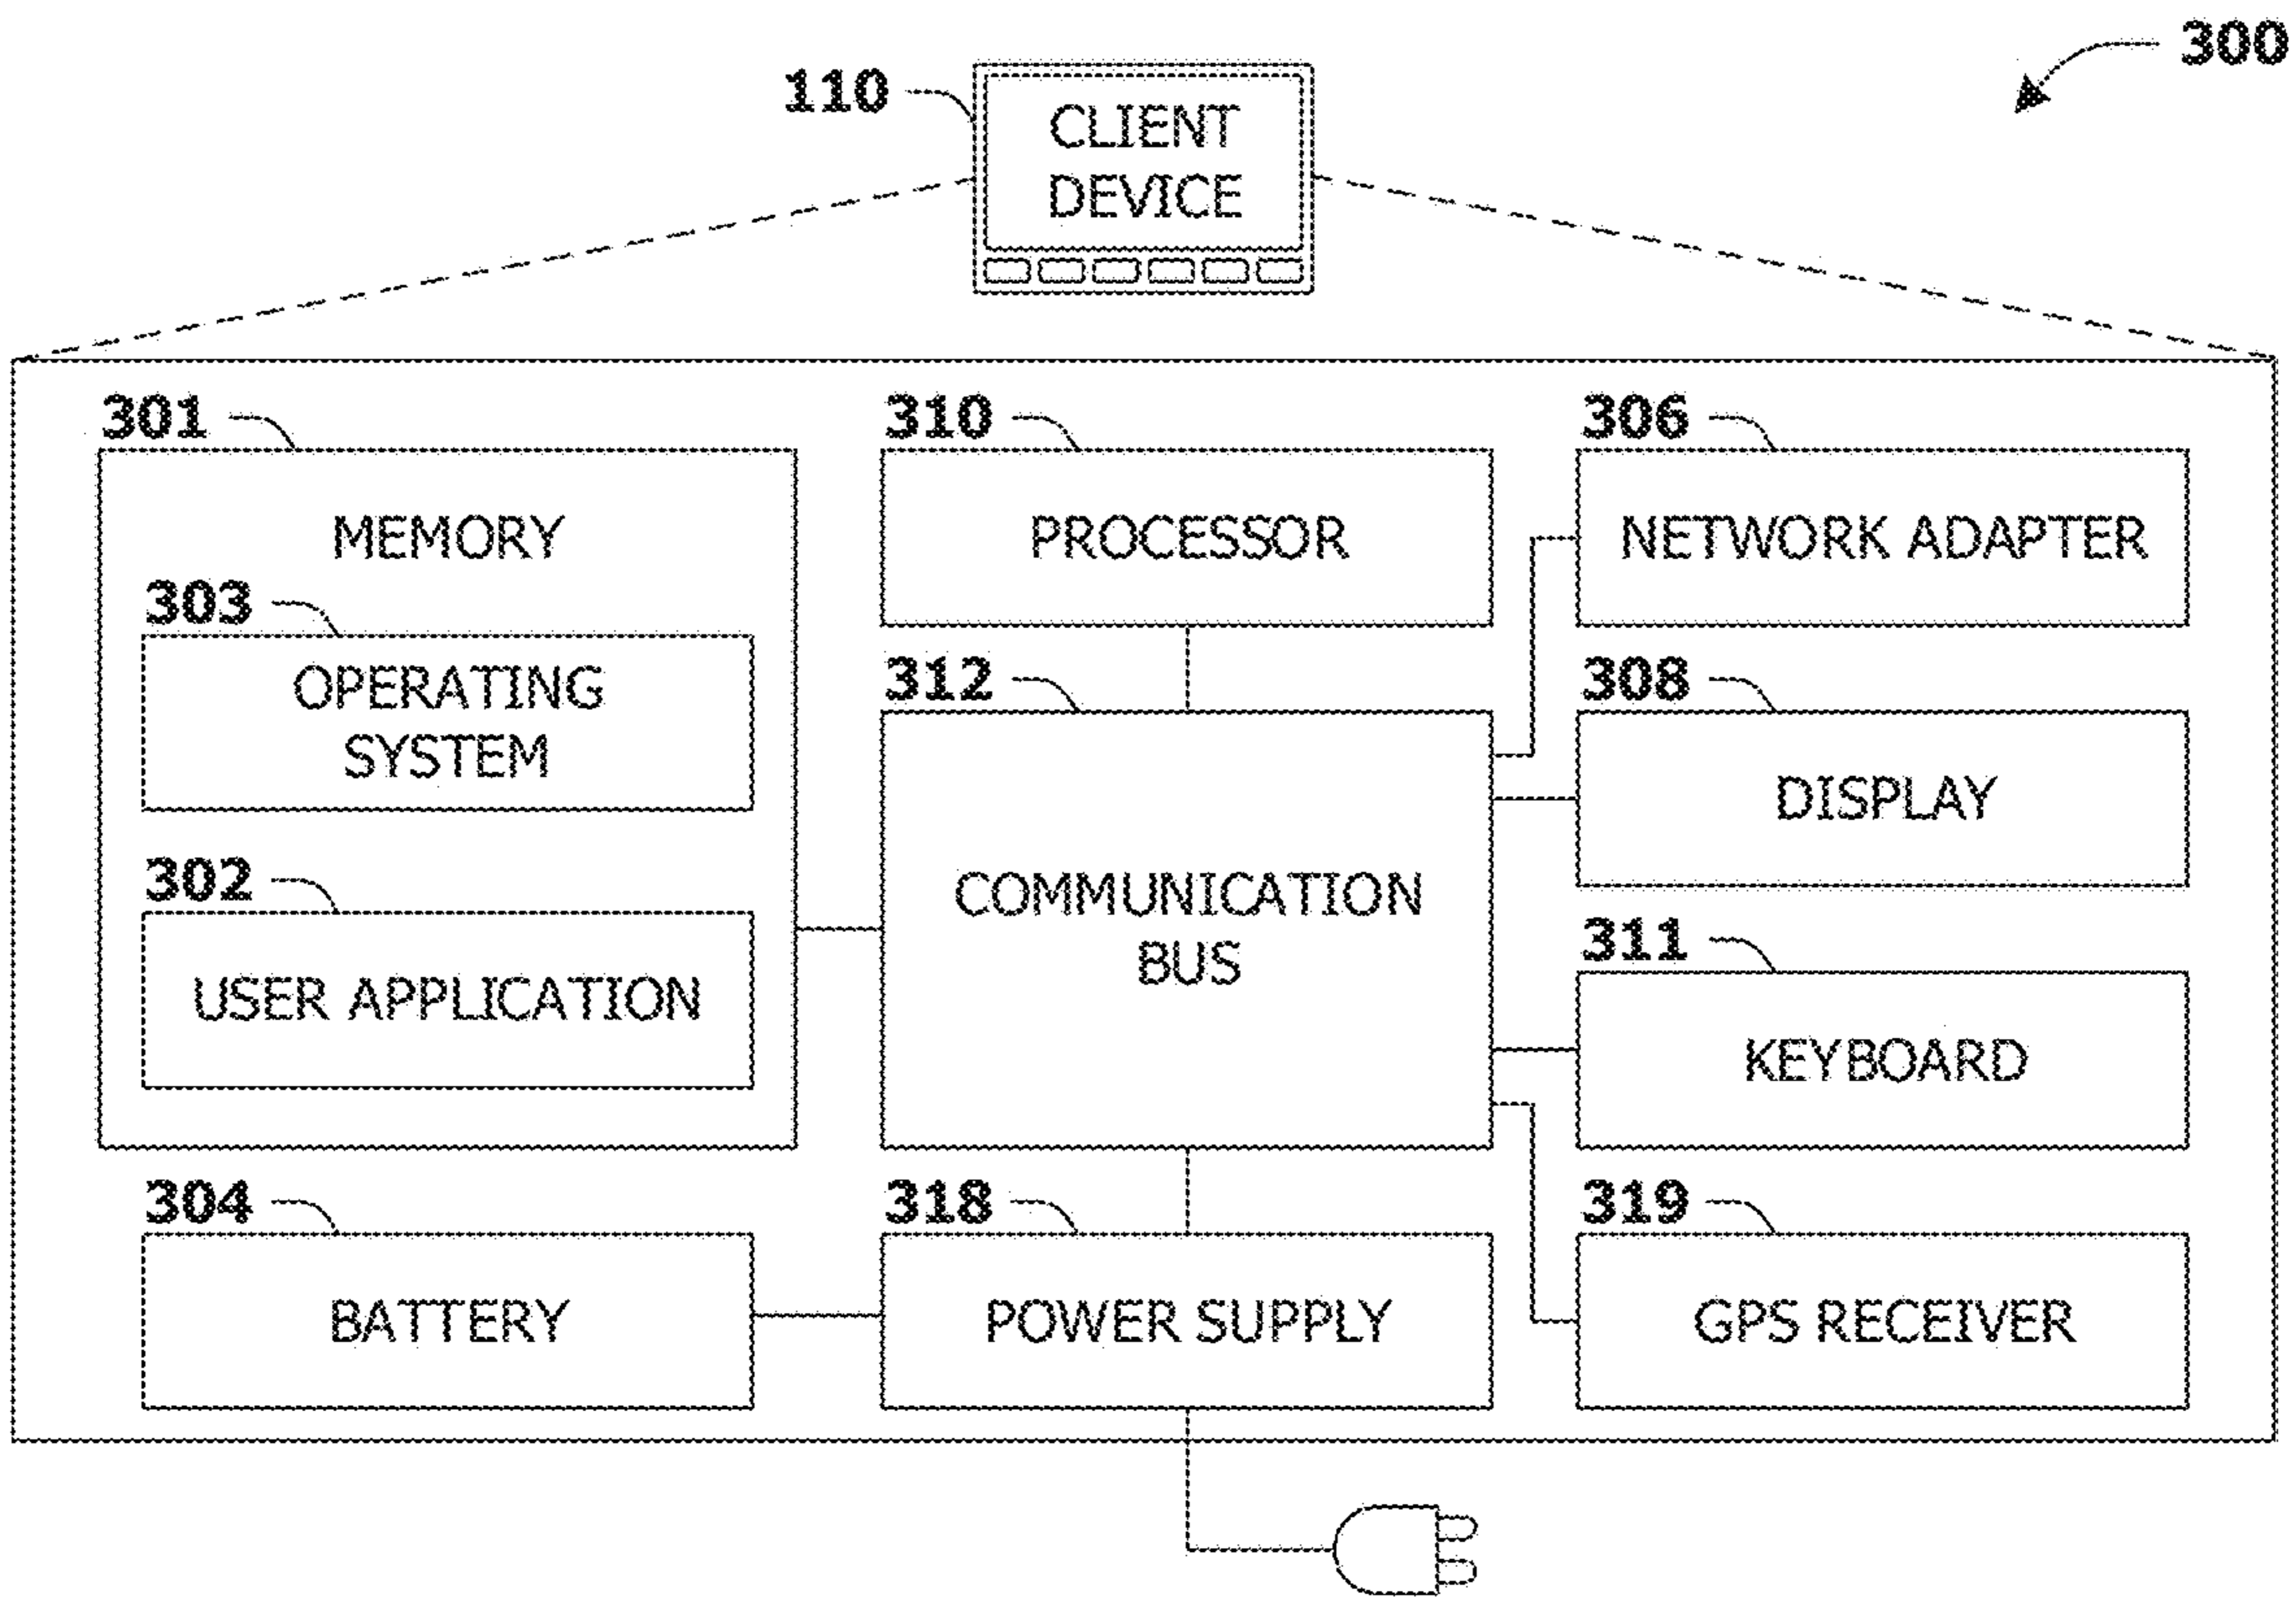 300
110
CLIENT
DEVICE
301
MEMORY
303
OPERATING
SYSTEM
302
USER APPLICATION
304
BATTERY
310
PROCESSOR
312
COMMUNICATION
BUS
318
POWER SUPPLY
306
NETWORK ADAPTER
308
DISPLAY
311
KEYBOARD
319
GPS RECEIVER